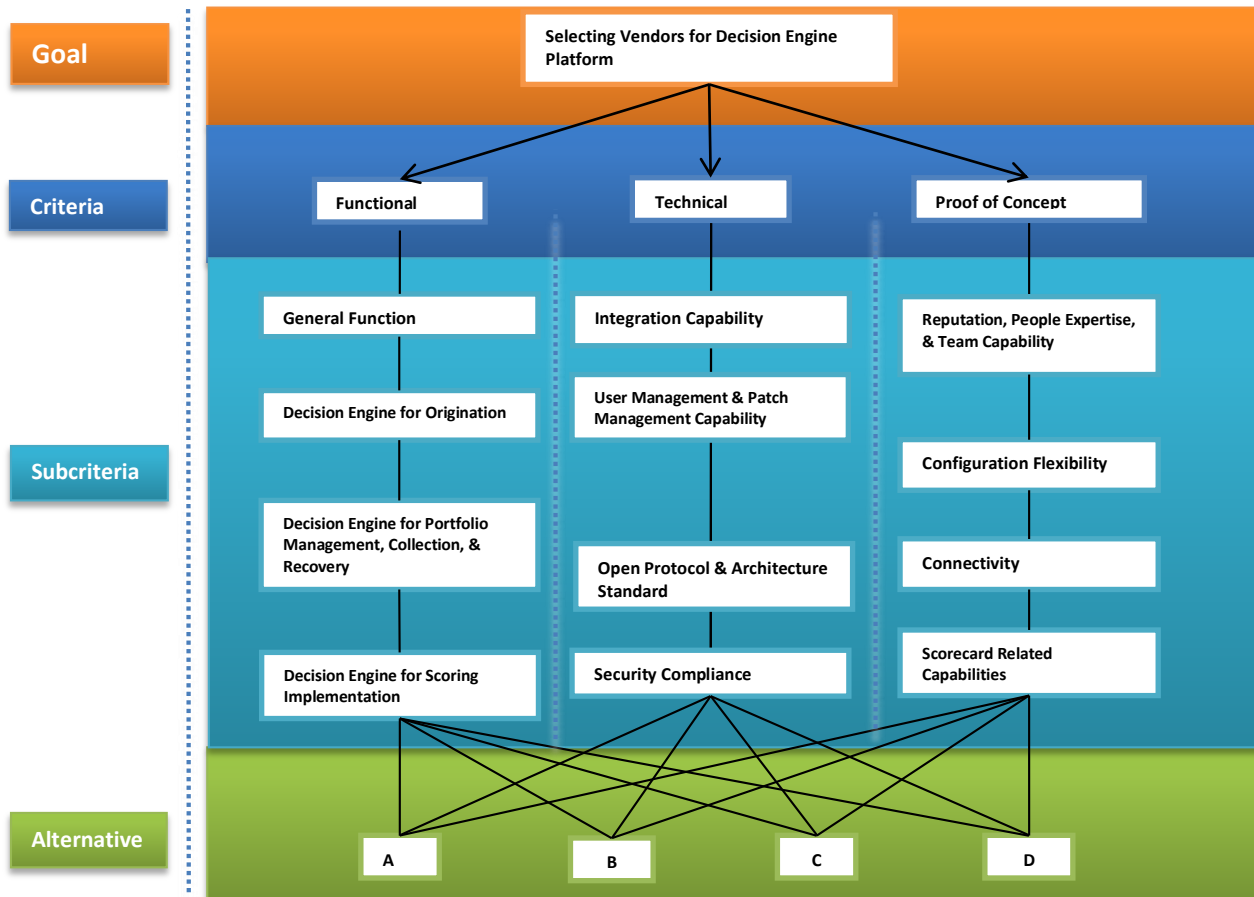 Goal
Selecting Vendors for Decision Engine
Platform
Criteria
Functional
Technical
Proof of Concept
Subcriteria
General Function
Decision Engine for Origination
Decision Engine for Portfolio
Management, Collection, &
Recovery
Decision Engine for Scoring
Implementation
Integration Capability
User Management & Patch
Management Capability
Open Protocol & Architecture
Standard
Security Compliance
Reputation, People Expertise,
& Team Capability
Configuration Flexibility
Connectivity
Scorecard Related
Capabilities
Alternative
A
B
C
D